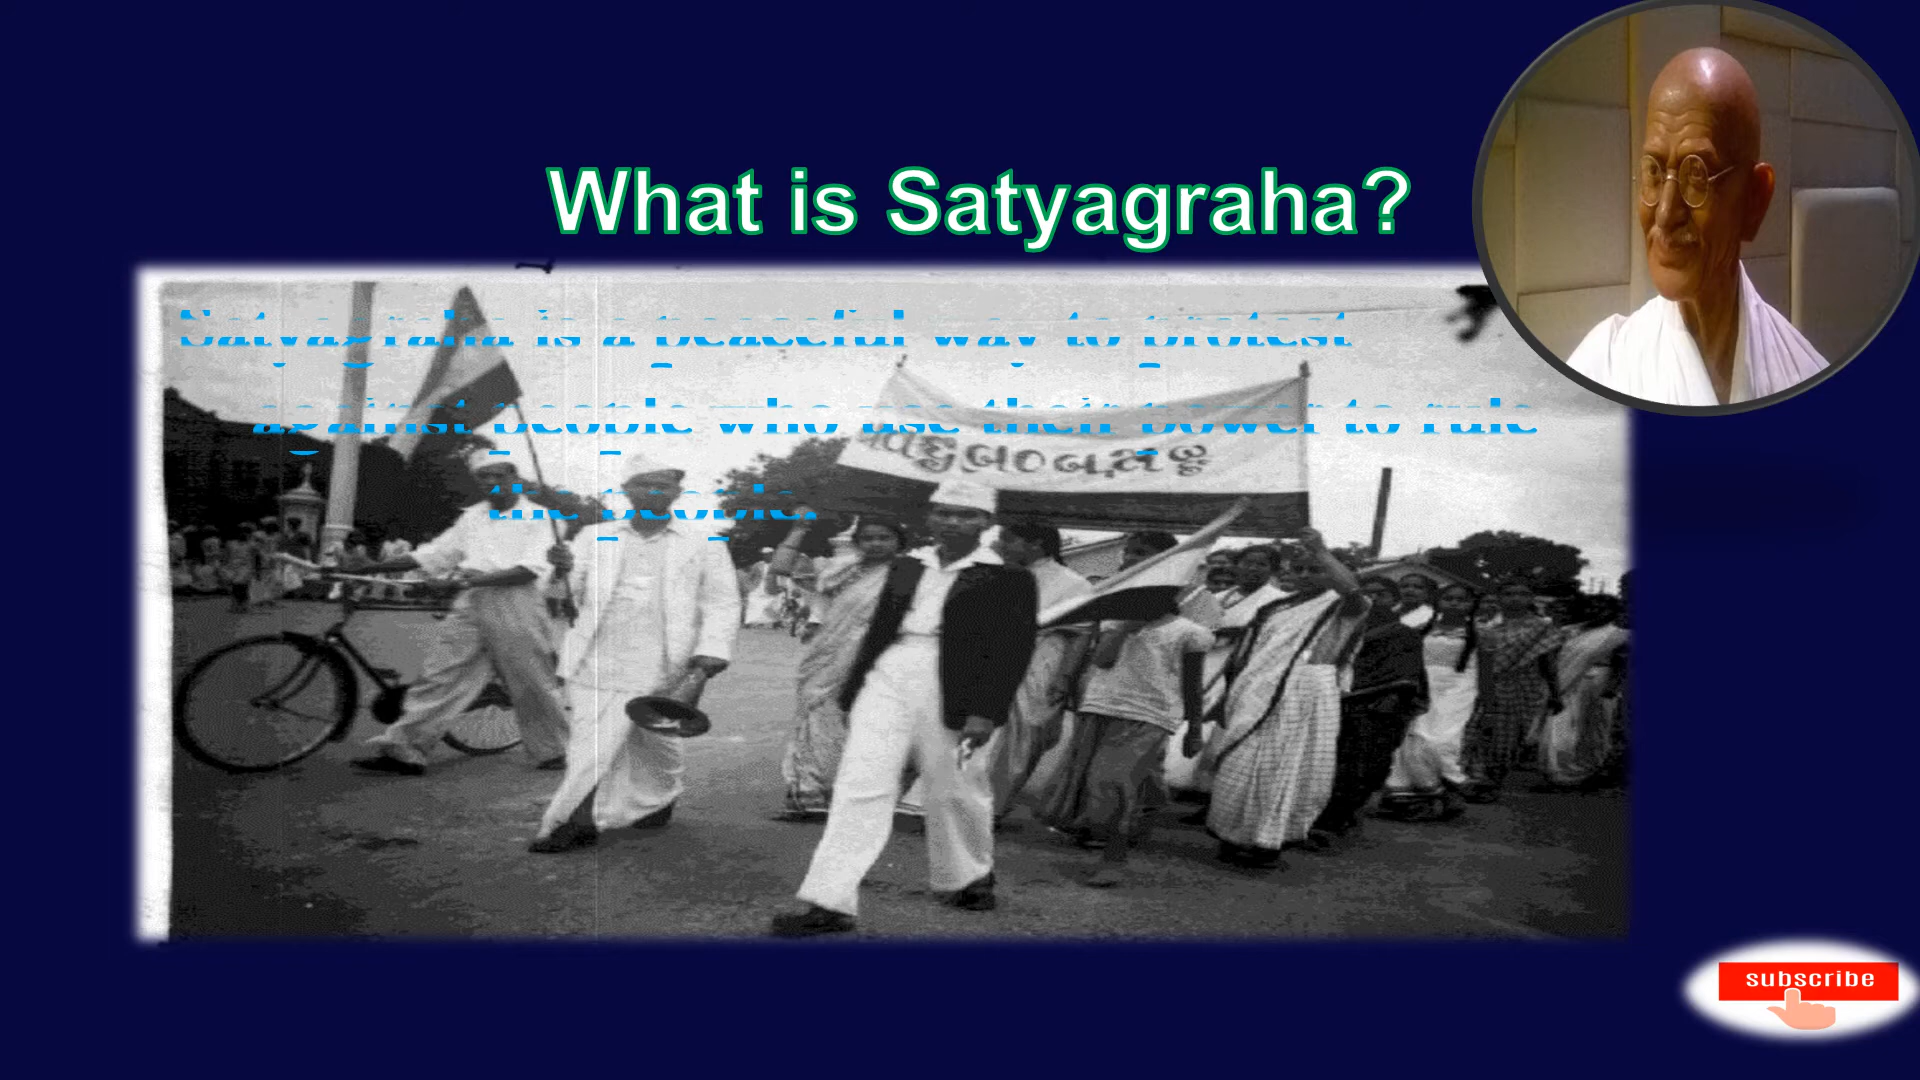 What is Satyagraha?
Satyagraha is a peaceful way to protest
against people who use their power to rule
the people.
subscribe